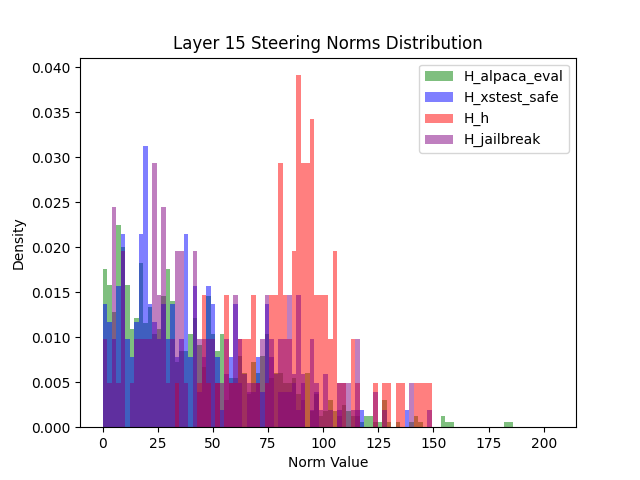 Layer 15 Steering Norms Distribution
0.040
0.035
0.030
0.025
0.020
0.015
0.010
0.005
0.000
Density
H_alpaca_eval
H_xstest_safe
H_h
H_jailbreak
0 25 50 75 100 125 150 175 200
Norm Value